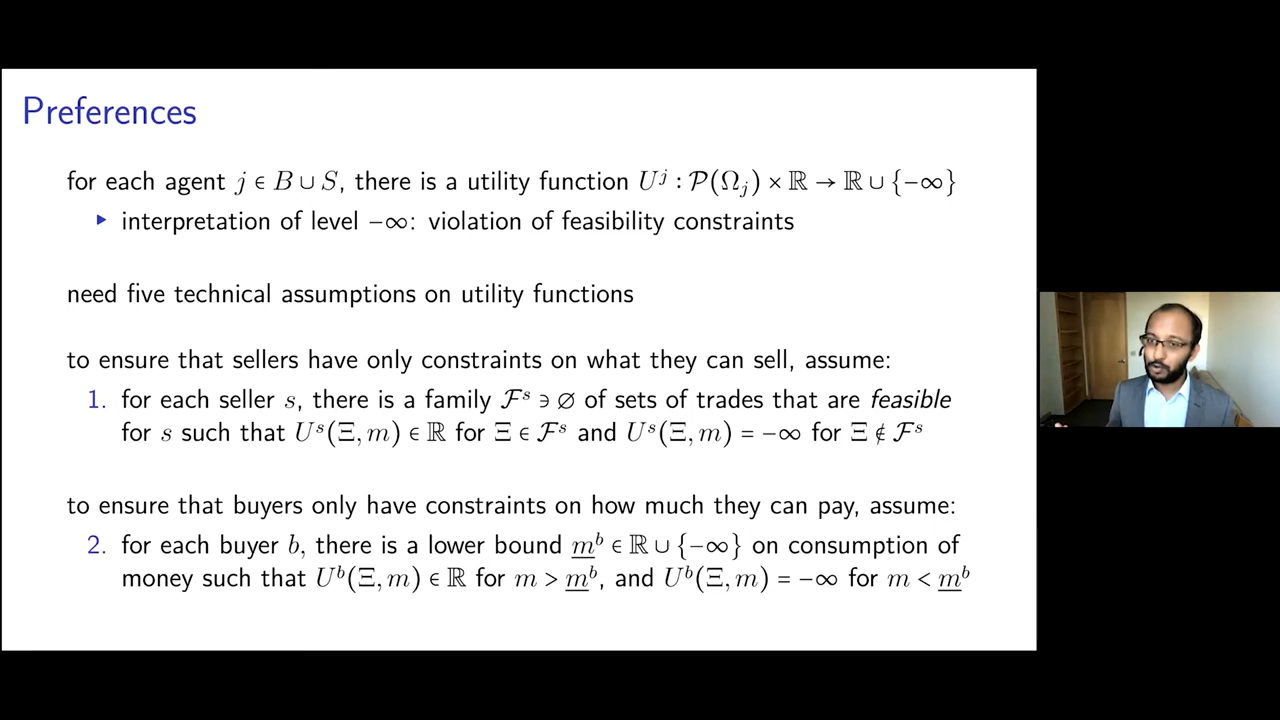 Preferences
for each agent j ∈ B ∪ S, there is a utility function U^j : 𝒫(Ω_j) × ℝ → ℝ ∪ {−∞}
▸ interpretation of level −∞: violation of feasibility constraints
need five technical assumptions on utility functions
to ensure that sellers have only constraints on what they can sell, assume:
1. for each seller s, there is a family ℱ^s ∋ ∅ of sets of trades that are feasible
for s such that U^s(Ξ, m) ∈ ℝ for Ξ ∈ ℱ^s and U^s(Ξ, m) = −∞ for Ξ ∉ ℱ^s
to ensure that buyers only have constraints on how much they can pay, assume:
2. for each buyer b, there is a lower bound m̲^b ∈ ℝ ∪ {−∞} on consumption of
money such that U^b(Ξ, m) ∈ ℝ for m > m̲^b, and U^b(Ξ, m) = −∞ for m < m̲^b